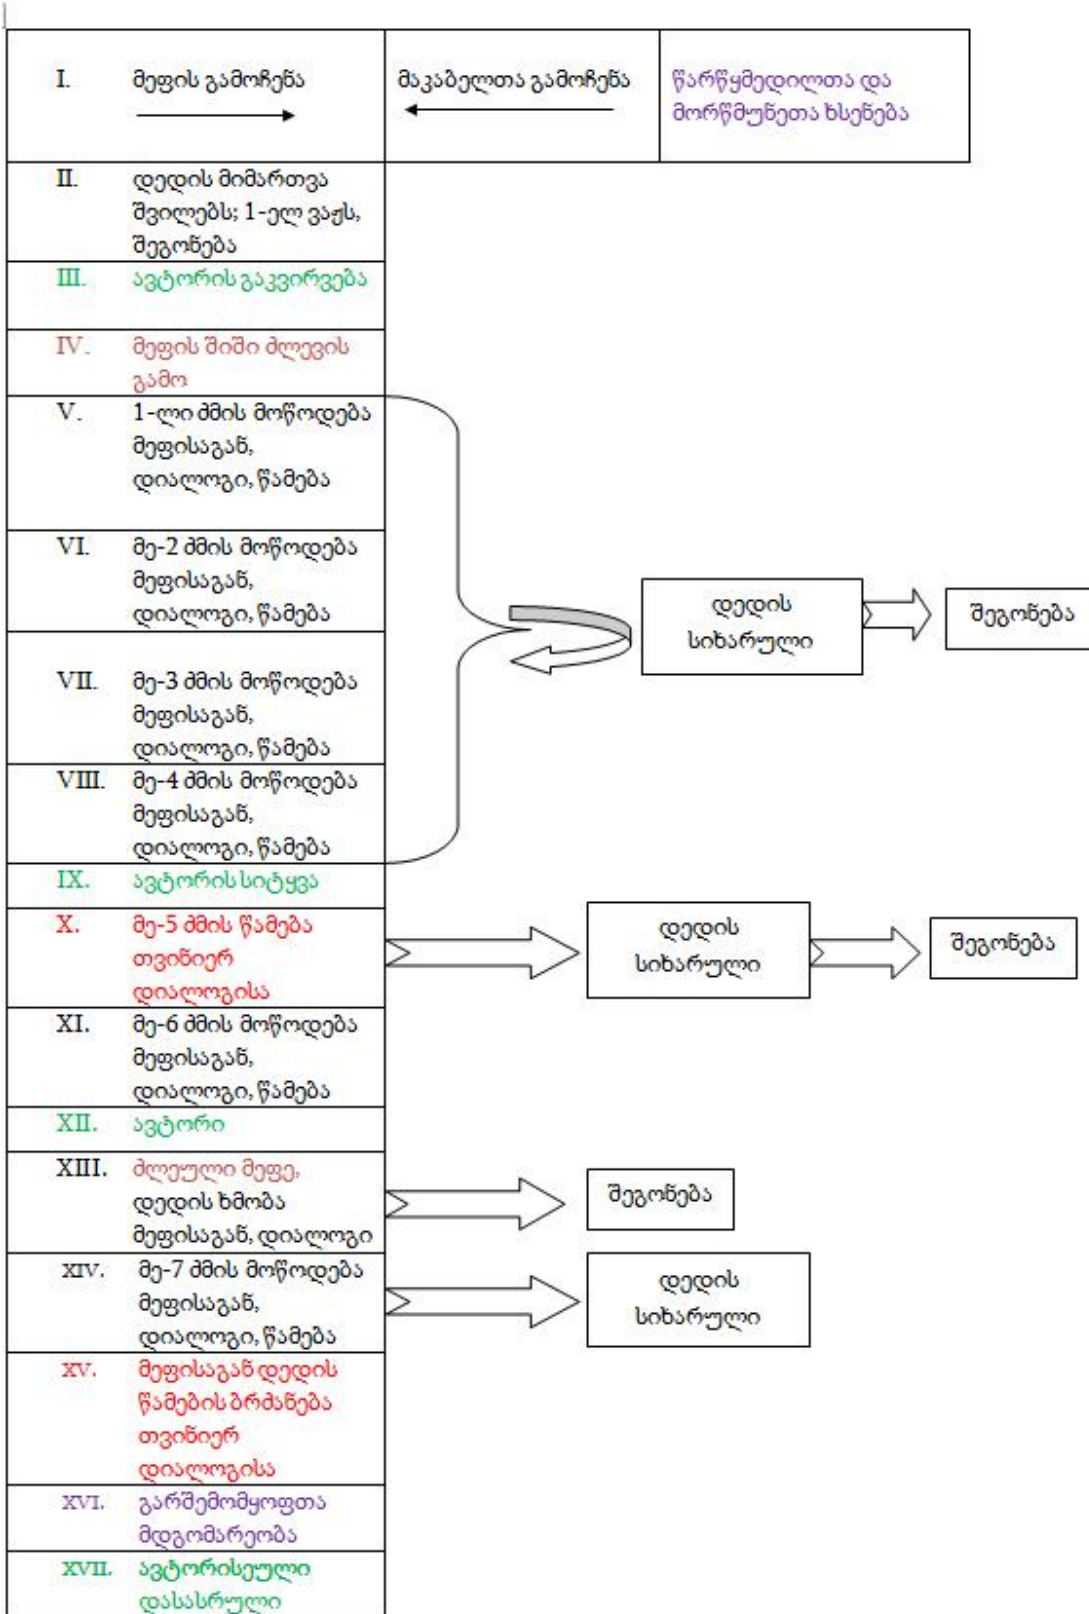 I. მეფის გამოჩენა
მაკაბელთა გამოჩენა
წარწყმედილთა და
მორწმუნეთა ხსენება
II. დედის მიმართვა
შვილებს; 1-ელ ვაჟს,
შეგონება
III. ავტორის გაკვირვება
IV. მეფის შიში ძლევის
გამო
V. 1-ლი ძმის მოწოდება
მეფისაგან,
დიალოგი, წამება
VI. მე-2 ძმის მოწოდება
მეფისაგან,
დიალოგი, წამება
დედის
სიხარული
შეგონება
VII. მე-3 ძმის მოწოდება
მეფისაგან,
დიალოგი, წამება
VIII. მე-4 ძმის მოწოდება
მეფისაგან,
დიალოგი, წამება
IX. ავტორის სიტყვა
X. მე-5 ძმის წამება
თვინიერ
დიალოგისა
დედის
სიხარული
შეგონება
XI. მე-6 ძმის მოწოდება
მეფისაგან,
დიალოგი, წამება
XII. ავტორი
XIII. ძლეული მეფე,
დედის ხმობა
მეფისაგან, დიალოგი
შეგონება
XIV. მე-7 ძმის მოწოდება
მეფისაგან,
დიალოგი, წამება
დედის
სიხარული
XV. მეფისაგან დედის
წამების ბრძანება
თვინიერ
დიალოგისა
XVI. გარშემომყოფთა
მდგომარეობა
XVII. ავტორისეული
დასასრული